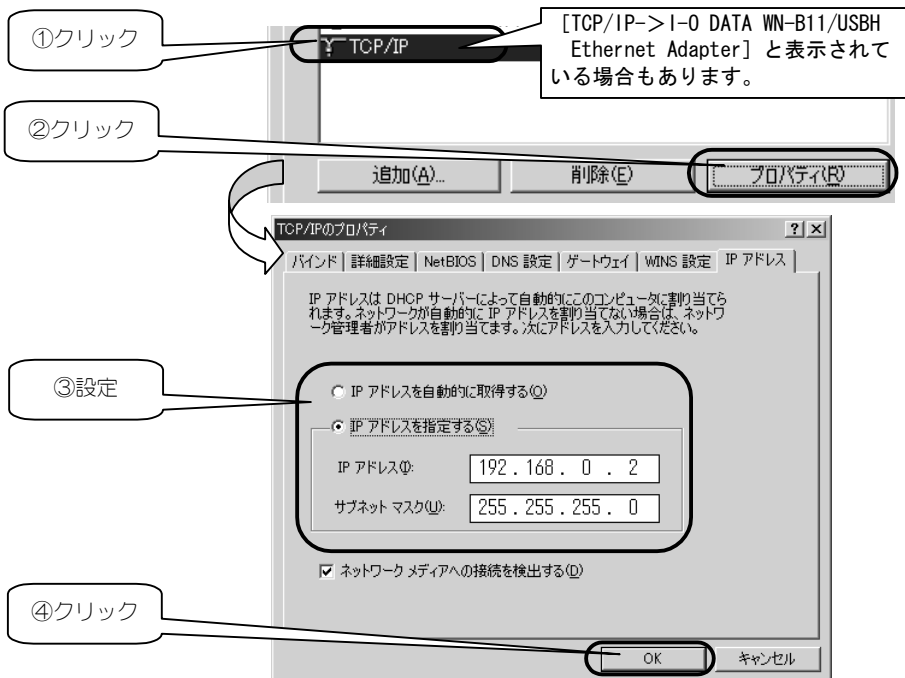 ①クリック
TCP/IP
[TCP/IP->I-O DATA WN-B11/USBH
Ethernet Adapter] と表示されて
いる場合もあります。
②クリック
追加(A)...
削除(E)
プロパティ(R)
TCP/IPのプロパティ
バインド
詳細設定
NetBIOS
DNS 設定
ゲートウェイ
WINS 設定
IP アドレス
IP アドレスは DHCP サーバーによって自動的にこのコンピュータに割り当てら
れます。ネットワークが自動的に IP アドレスを割り当てない場合は、ネットワ
ーク管理者がアドレスを割り当てます。次にアドレスを入力してください。
③設定
IP アドレスを自動的に取得する(O)
IP アドレスを指定する(S)
IP アドレス(I):
192 . 168 . 0 . 2
サブネット マスク(U):
255 . 255 . 255 . 0
ネットワーク メディアへの接続を検出する(D)
④クリック
OK
キャンセル